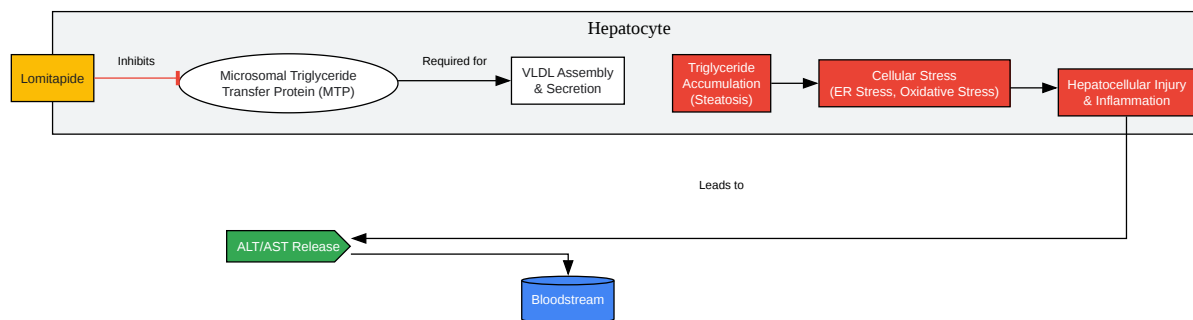 Hepatocyte
Lomitapide
Inhibits
Microsomal Triglyceride
Transfer Protein (MTP)
Required for
VLDL Assembly
& Secretion
Triglyceride
Accumulation
(Steatosis)
Cellular Stress
(ER Stress, Oxidative Stress)
Hepatocellular Injury
& Inflammation
Leads to
ALT/AST Release
Bloodstream